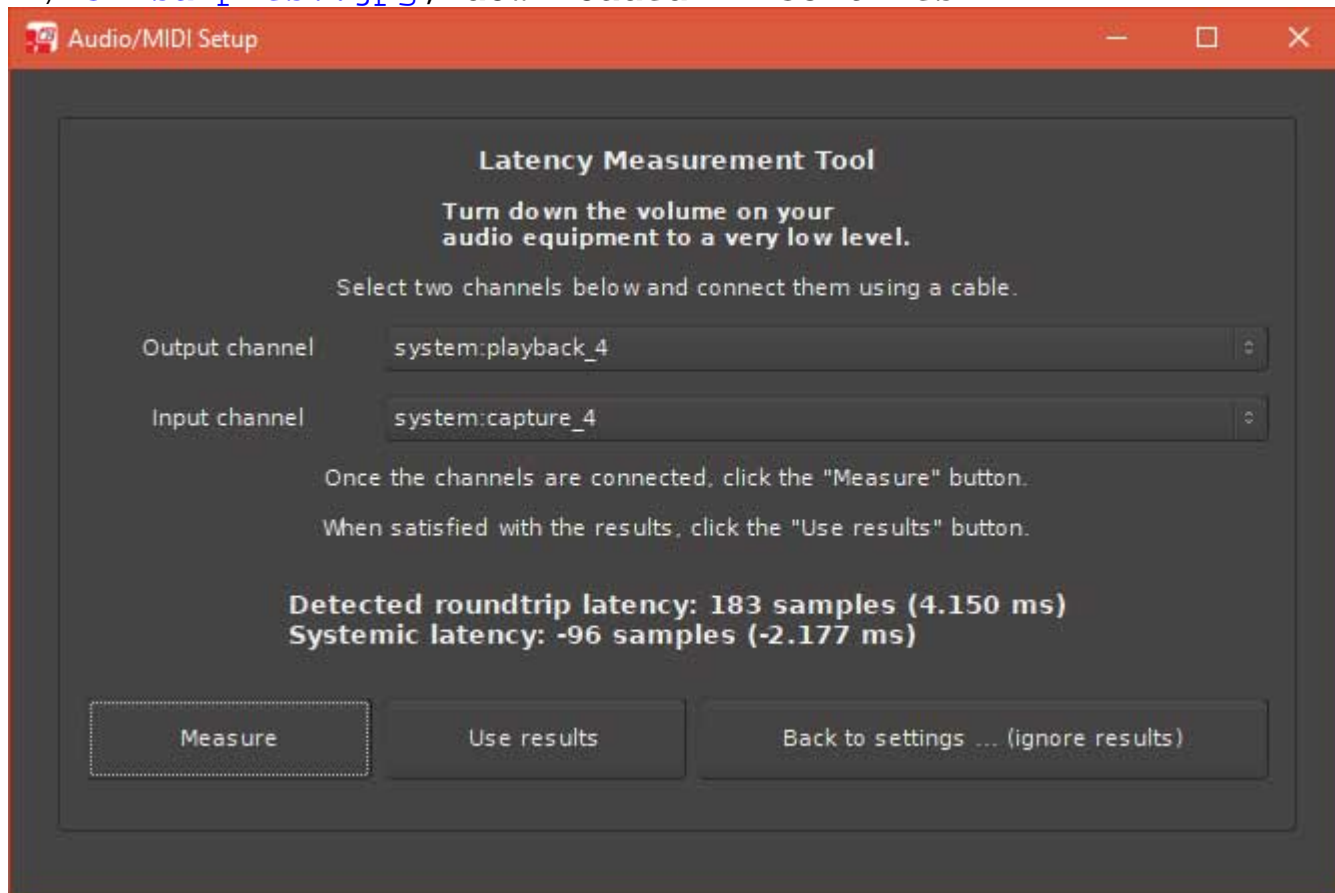 Audio/MIDI Setup
Latency Measurement Tool
Turn down the volume on your
audio equipment to a very low level.
Select two channels below and connect them using a cable.
Output channel system:playback_4
Input channel system:capture_4
Once the channels are connected, click the "Measure" button.
When satisfied with the results, click the "Use results" button.
Detected roundtrip latency: 183 samples (4.150 ms)
Systemic latency: -96 samples (-2.177 ms)
Measure Use results Back to settings ... (ignore results)